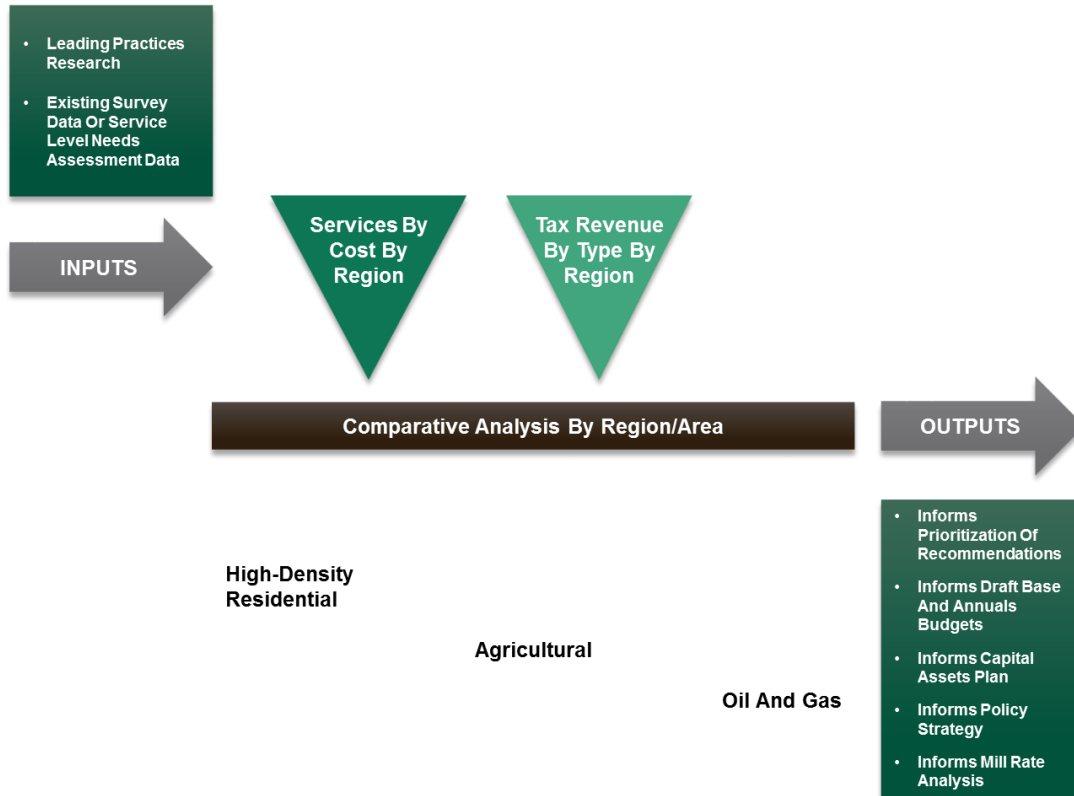 • Leading Practices
Research
• Existing Survey
Data Or Service
Level Needs
Assessment Data
INPUTS
Services By
Cost By
Region
Tax Revenue
By Type By
Region
Comparative Analysis By Region/Area
OUTPUTS
High-Density
Residential
Agricultural
Oil And Gas
• Informs
Prioritization Of
Recommendations
• Informs Draft Base
And Annuals
Budgets
• Informs Capital
Assets Plan
• Informs Policy
Strategy
• Informs Mill Rate
Analysis